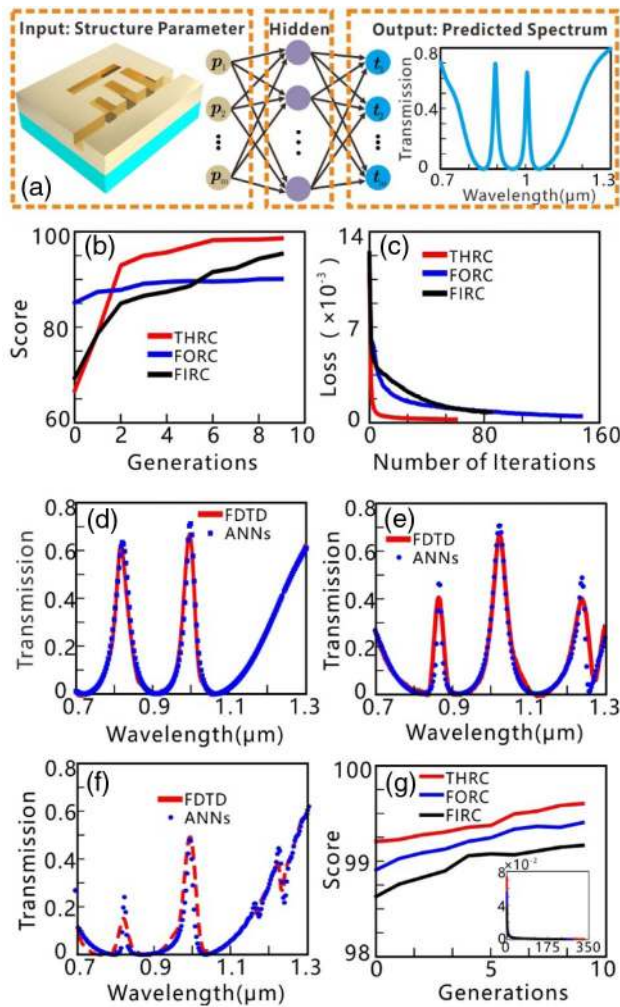 Input: Structure Parameter
Hidden
Output: Predicted Spectrum
p₁
p₂
pₘ
t₁
t₂
0.8
0.4
0
Transmission
0.7
1
1.3
Wavelength(μm)
(a)
(b)
100
80
60
Score
THRC
FORC
FIRC
0 2 4 6 8 10
Generations
(c)
14
7
0
Loss (×10⁻³)
THRC
FORC
FIRC
0 80 160
Number of Iterations
(d)
0.8
0.6
0.4
0.2
0
Transmission
FDTD
ANNs
0.7 0.9 1.1 1.3
Wavelength(μm)
(e)
0.8
0.6
0.4
0.2
0
Transmission
FDTD
ANNs
0.7 0.9 1.1 1.3
Wavelength(μm)
(f)
0.8
0.6
0.4
0.2
0
Transmission
FDTD
ANNs
0.7 0.9 1.1 1.3
Wavelength(μm)
(g)
100
99
98
Score
THRC
FORC
FIRC
8 ×10⁻²
4
0
0 175 350
0 5 10
Generations